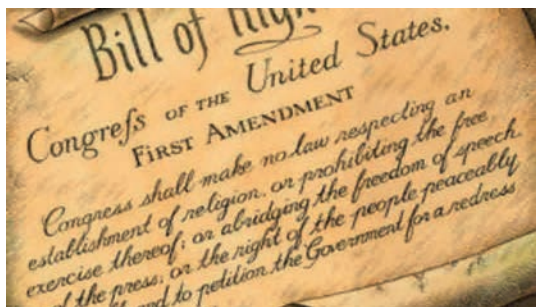 Bill of Righ
Congreſs OF THE United States.
FIRST AMENDMENT
Congress shall make no law respecting an
establishment of religion, or prohibiting the free
exercise thereof; or abridging the freedom of speech,
the press; or the right of the people peaceably
and to petition the Government for a redress